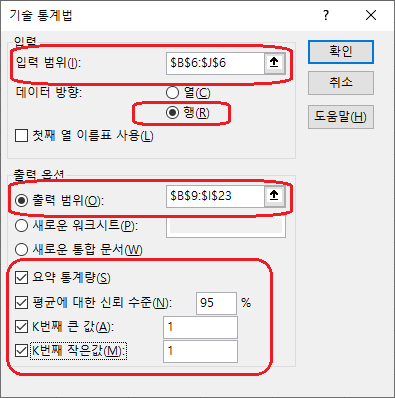 기술 통계법 ? ×
입력
입력 범위(I): $B$6:$J$6
데이터 방향: 열(C)
행(R)
첫째 열 이름표 사용(L)
확인
취소
도움말(H)
출력 옵션
출력 범위(O): $B$9:$I$23
새로운 워크시트(P):
새로운 통합 문서(W)
요약 통계량(S)
평균에 대한 신뢰 수준(N): 95 %
K번째 큰 값(A): 1
K번째 작은값(M): 1